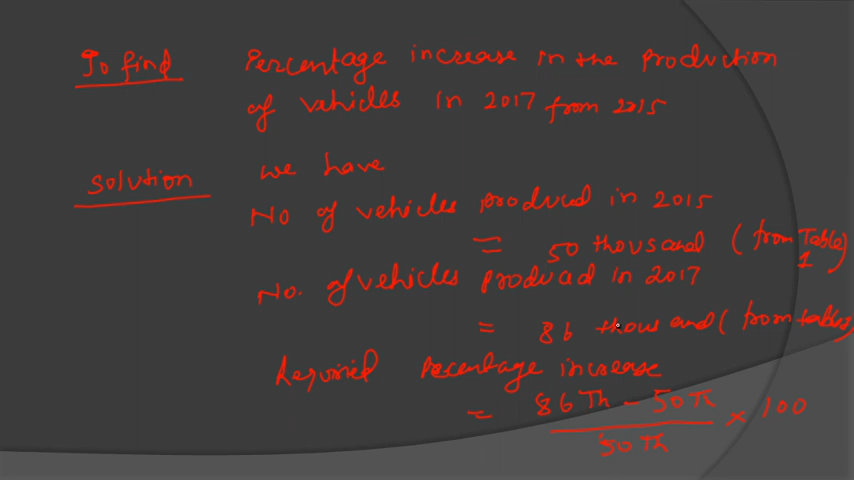 To find Percentage increase in the production
of vehicles in 2017 from 2015
Solution we have
No of vehicles produced in 2015
= 50 thousand (from Table 1)
No. of vehicles produced in 2017
= 86 thousand (from table)
Required Percentage increase
= 86 Th - 50 Th / 50 Th × 100